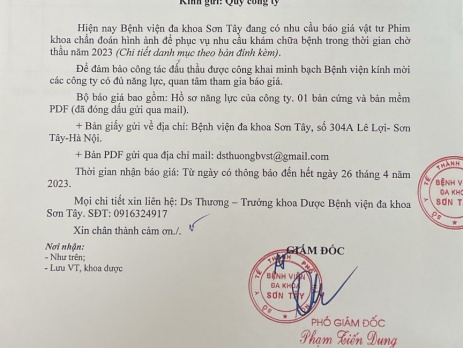 Kính gửi: Quý công ty
Hiện nay Bệnh viện đa khoa Sơn Tây đang có nhu cầu báo giá vật tư Phim
khoa chẩn đoán hình ảnh để phục vụ nhu cầu khám chữa bệnh trong thời gian chờ
thầu năm 2023 (Chi tiết danh mục theo bản đính kèm).
Để đảm bảo công tác đấu thầu được công khai minh bạch Bệnh viện kính mời
các công ty có đủ năng lực, quan tâm tham gia báo giá.
Bộ báo giá bao gồm: Hồ sơ năng lực của công ty. 01 bản cứng và bản mềm
PDF (đã đóng dấu gửi qua mail).
+ Bản giấy gửi về địa chỉ: Bệnh viện đa khoa Sơn Tây, số 304A Lê Lợi- Sơn
Tây-Hà Nội.
+ Bản PDF gửi qua địa chỉ mail: dsthuongbvst@gmail.com
Thời gian nhận báo giá: Từ ngày có thông báo đến hết ngày 26 tháng 4 năm
2023.
Mọi chi tiết xin liên hệ: Ds Thương – Trưởng khoa Dược Bệnh viện đa khoa
Sơn Tây. SĐT: 0916324917
Xin chân thành cám ơn./.
Nơi nhận:
- Như trên;
- Lưu VT, khoa dược
GIÁM ĐỐC
BỆNH VIỆN
ĐA KHOA
SƠN TÂY
PHÓ GIÁM ĐỐC
Phạm Tiến Dung
BỆNH VIỆ
ĐA KHOA
SƠN TÂY